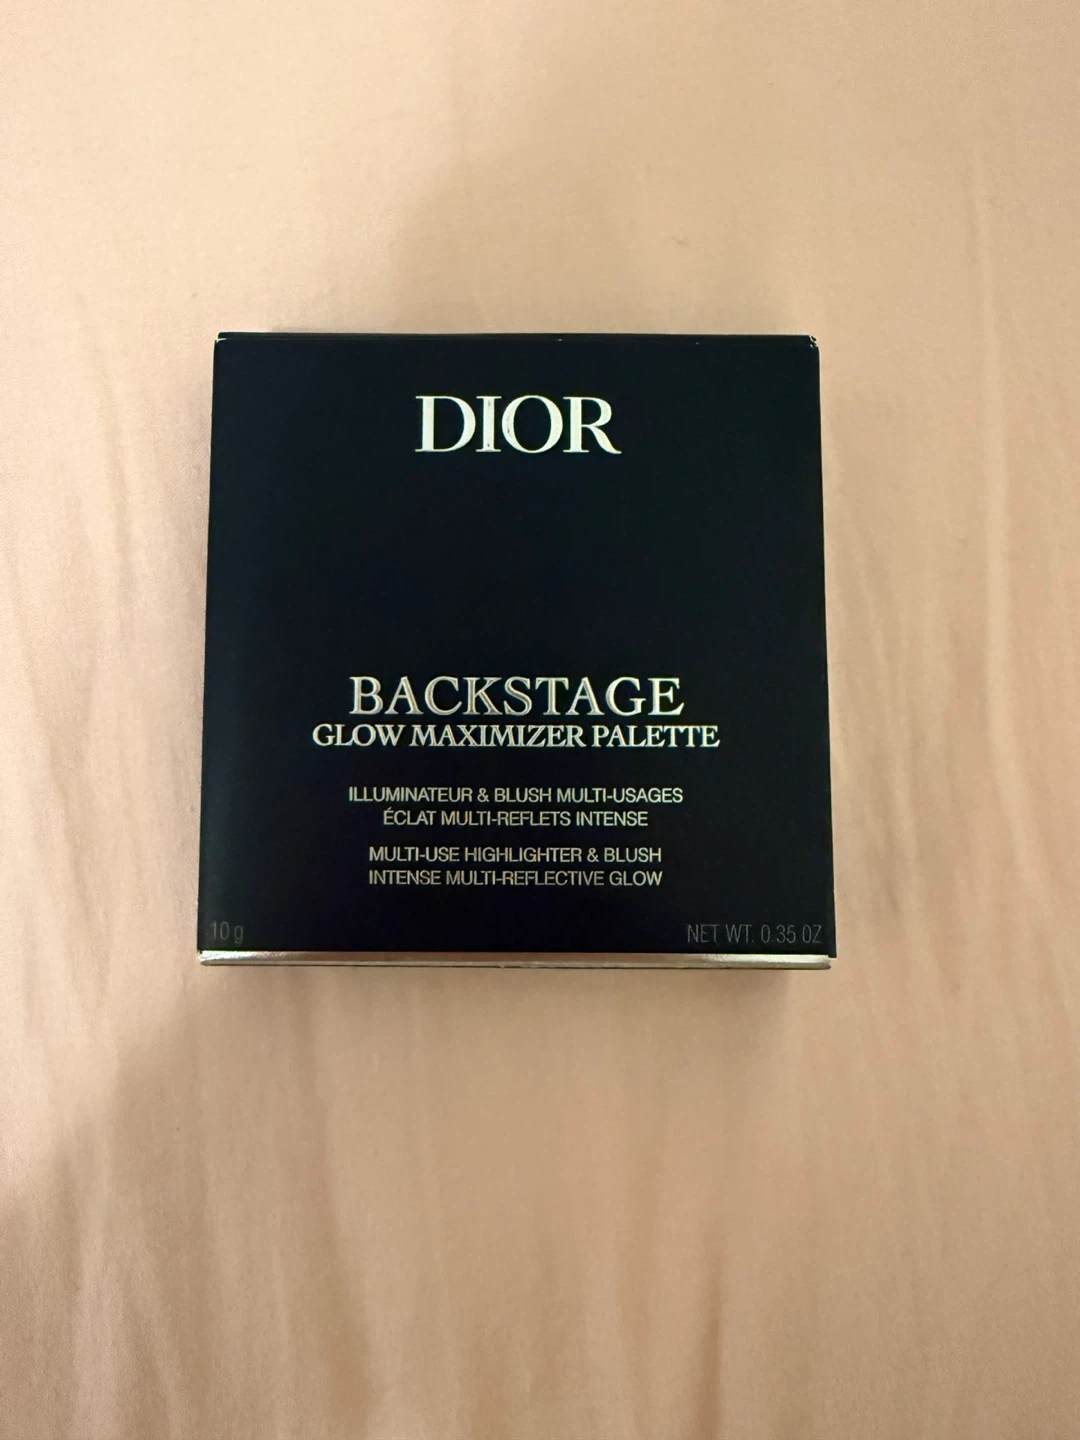 DIOR
BACKSTAGE
GLOW MAXIMIZER PALETTE
ILLUMINATEUR & BLUSH MULTI-USAGES
ÉCLAT MULTI-REFLETS INTENSE
MULTI-USE HIGHLIGHTER & BLUSH
INTENSE MULTI-REFLECTIVE GLOW
10 g
NET WT. 0.35 OZ